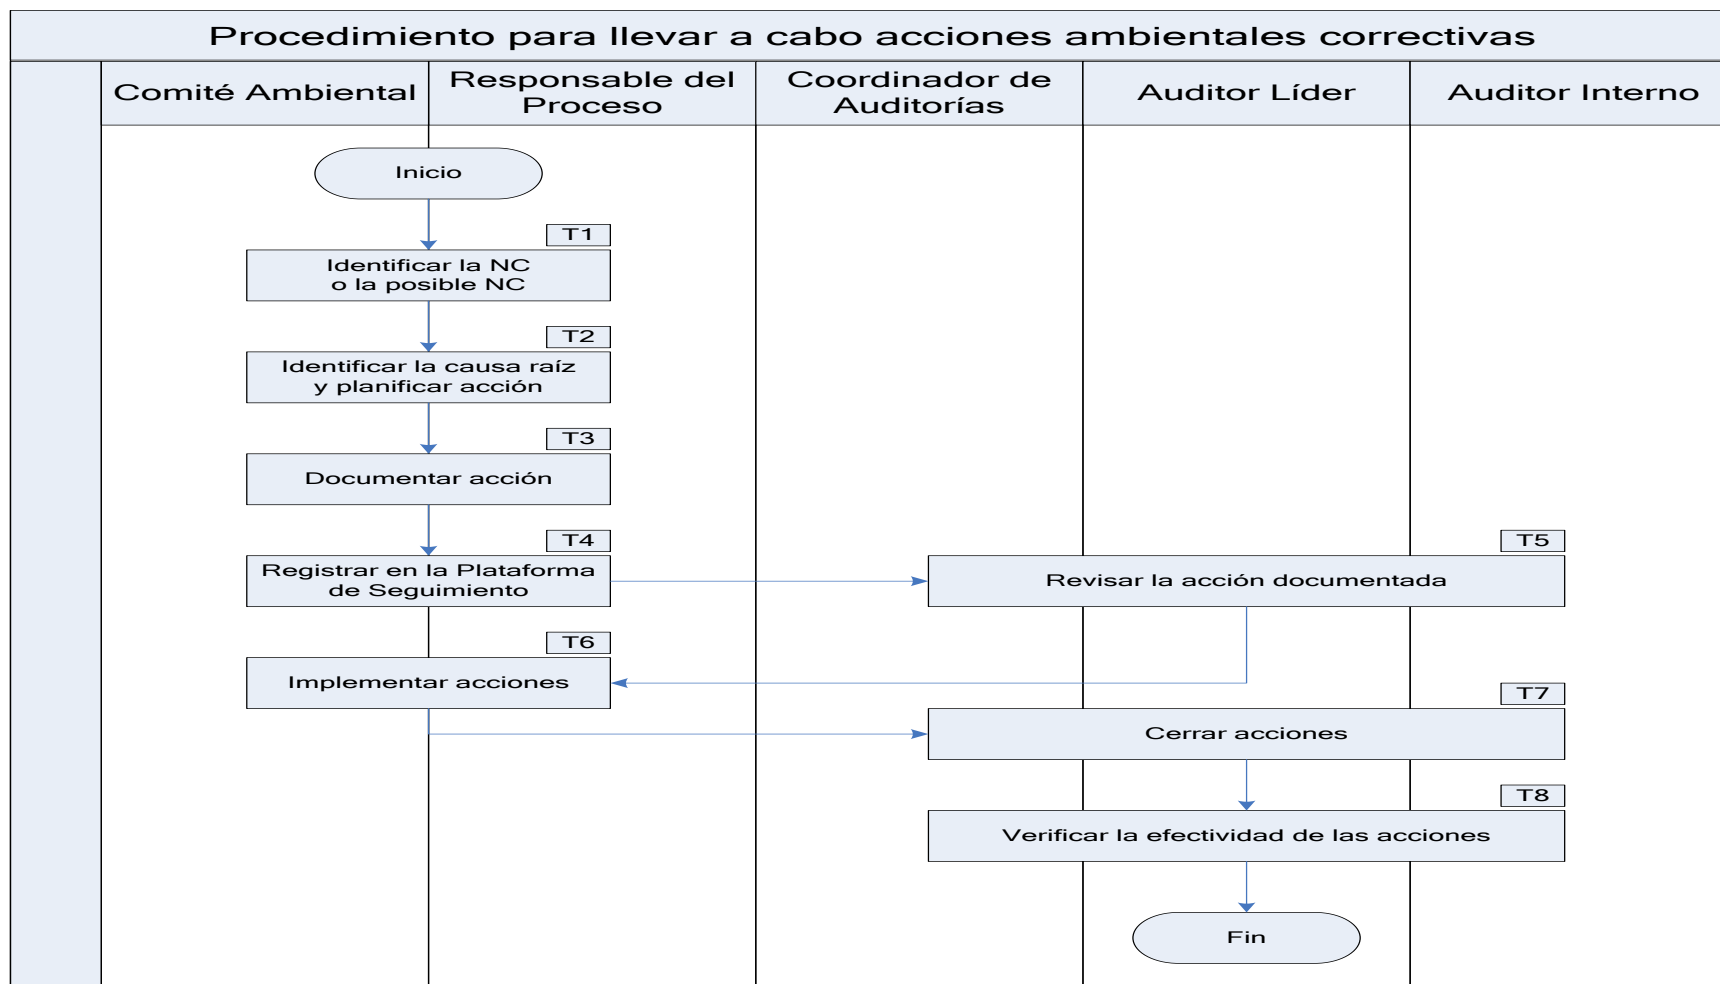 Procedimiento para llevar a cabo acciones ambientales correctivas
Comité Ambiental
Responsable del
Proceso
Coordinador de
Auditorías
Auditor Líder
Auditor Interno
Inicio
T1
Identificar la NC
o la posible NC
T2
Identificar la causa raíz
y planificar acción
T3
Documentar acción
T4
Registrar en la Plataforma
de Seguimiento
T5
Revisar la acción documentada
T6
Implementar acciones
T7
Cerrar acciones
T8
Verificar la efectividad de las acciones
Fin